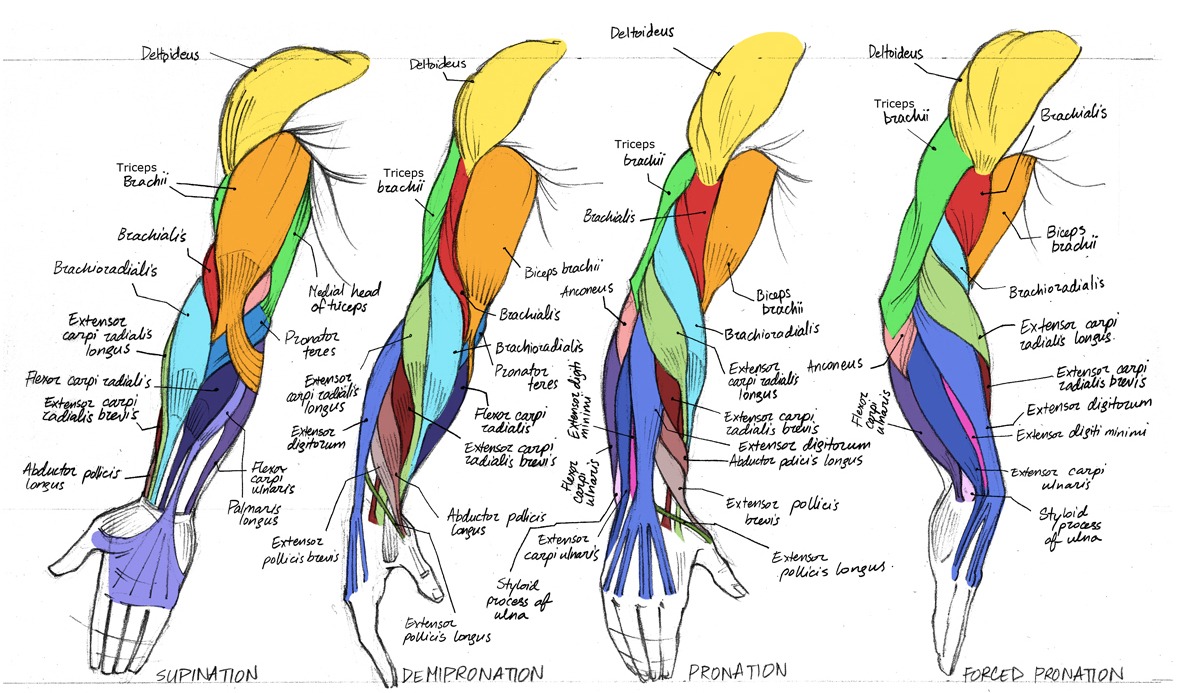 Deltoideus
Triceps
Brachii
Brachialis
Brachioradialis
Extensor
carpi radialis
longus
Flexor carpi radialis
Extensor carpi
radialis brevis
Abductor pollicis
longus
Medial head
of triceps
Pronator
teres
Flexor
carpi
ulnaris
Palmaris
longus
SUPINATION
Deltoideus
Triceps
brachii
Biceps brachii
Brachialis
Brachioradialis
Pronator
teres
Flexor carpi
radialis
Extensor carpi
radialis brevis
Extensor
carpi radialis
longus
Extensor
digitorum
Extensor
pollicis brevis
Abductor pollicis
longus
Extensor
pollicis longus
DEMIPRONATION
Deltoideus
Triceps
brachii
Brachialis
Anconeus
Biceps
brachii
Brachioradialis
Extensor
carpi radialis
longus
Extensor carpi
radialis brevis
Extensor digitorum
Abductor pollicis longus
Extensor pollicis
brevis
Extensor
pollicis longus.
Extensor digiti
minimi
Flexor
carpi
ulnaris
Extensor
carpi ulnaris
Styloid
process of
ulna
PRONATION
Deltoideus
Triceps
brachii
Brachialis
Biceps
brachii
Brachioradialis
Extensor carpi
radialis longus.
Anconeus
Extensor carpi
radialis brevis
Extensor digitorum
Extensor digiti minimi
Flexor
carpi
ulnaris
Extensor carpi
ulnaris
Styloid
process
of ulna
FORCED PRONATION